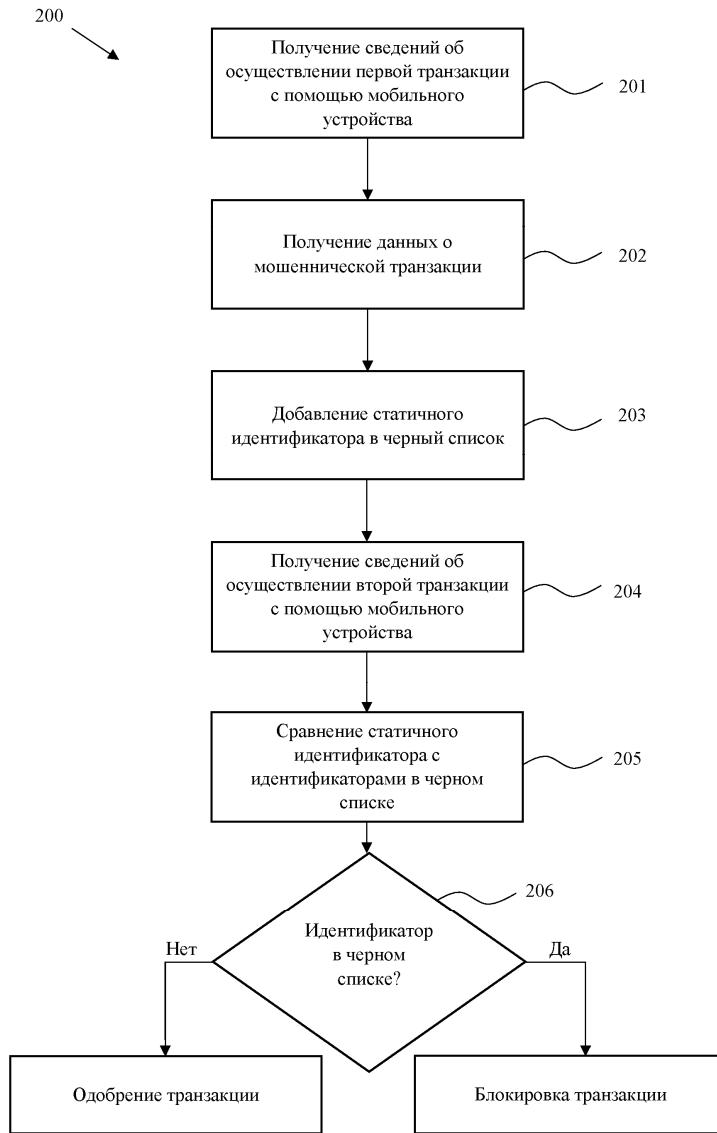 200
Получение сведений об
осуществлении первой транзакции
с помощью мобильного
устройства
201
Получение данных о
мошеннической транзакции
202
Добавление статичного
идентификатора в черный список
203
Получение сведений об
осуществлении второй транзакции
с помощью мобильного
устройства
204
Сравнение статичного
идентификатора с
идентификаторами в черном
списке
205
206
Идентификатор
в черном
списке?
Нет
Да
Одобрение транзакции
Блокировка транзакции